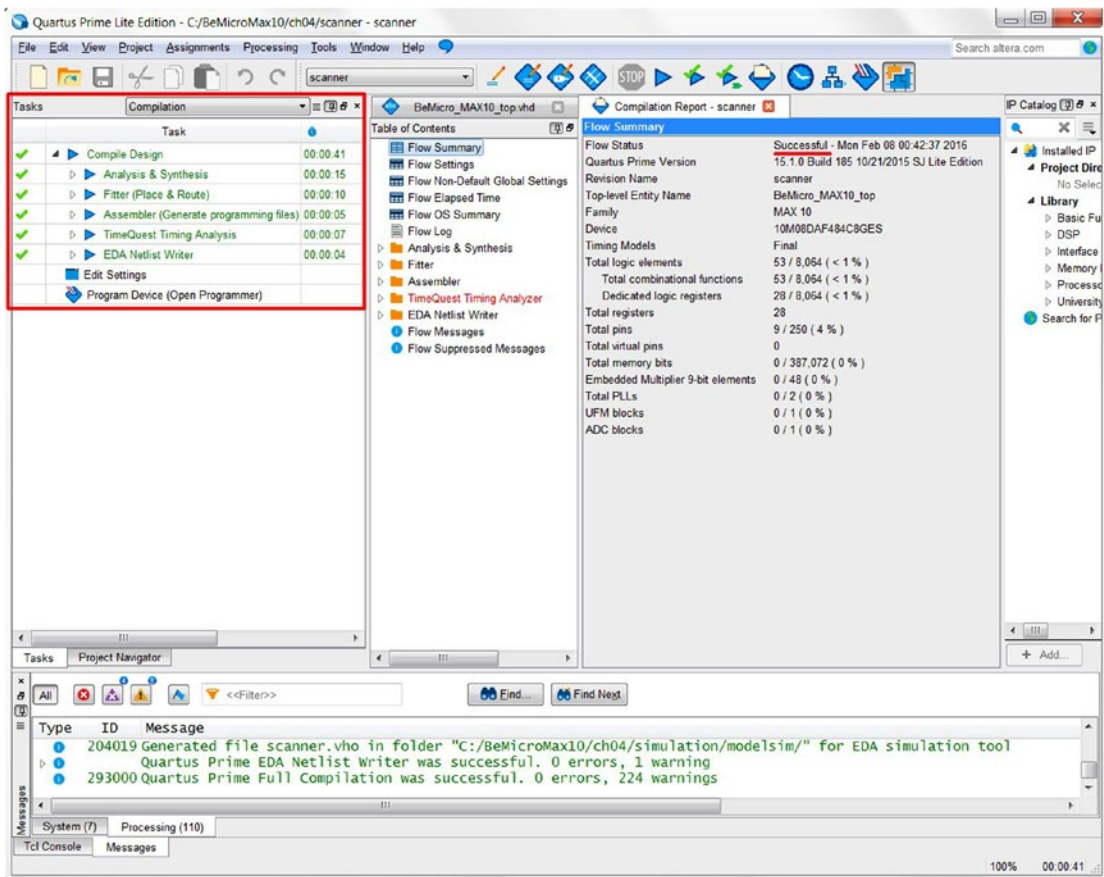 Quartus Prime Lite Edition - C:/BeMicroMax10/ch04/scanner - scanner
File Edit View Project Assignments Processing Tools Window Help
Search altera.com
scanner
STOP
Tasks Compilation
Task
Compile Design 00:00:41
Analysis & Synthesis 00:00:15
Fitter (Place & Route) 00:00:10
Assembler (Generate programming files) 00:00:05
TimeQuest Timing Analysis 00:00:07
EDA Netlist Writer 00:00:04
Edit Settings
Program Device (Open Programmer)
Tasks Project Navigator
BeMicro_MAX10_top.vhd
Compilation Report - scanner
Table of Contents
Flow Summary
Flow Settings
Flow Non-Default Global Settings
Flow Elapsed Time
Flow OS Summary
Flow Log
Analysis & Synthesis
Fitter
Assembler
TimeQuest Timing Analyzer
EDA Netlist Writer
Flow Messages
Flow Suppressed Messages
Flow Summary
Flow Status Successful - Mon Feb 08 00:42:37 2016
Quartus Prime Version 15.1.0 Build 185 10/21/2015 SJ Lite Edition
Revision Name scanner
Top-level Entity Name BeMicro_MAX10_top
Family MAX 10
Device 10M08DAF484C8GES
Timing Models Final
Total logic elements 53 / 8,064 ( < 1 % )
Total combinational functions 53 / 8,064 ( < 1 % )
Dedicated logic registers 28 / 8,064 ( < 1 % )
Total registers 28
Total pins 9 / 250 ( 4 % )
Total virtual pins 0
Total memory bits 0 / 387,072 ( 0 % )
Embedded Multiplier 9-bit elements 0 / 48 ( 0 % )
Total PLLs 0 / 2 ( 0 % )
UFM blocks 0 / 1 ( 0 % )
ADC blocks 0 / 1 ( 0 % )
IP Catalog
Installed IP
Project Dire
No Selec
Library
Basic Fu
DSP
Interface
Memory I
Processo
University
Search for P
+ Add...
All
<<Filter>>
Find...
Find Next
Type ID Message
204019 Generated file scanner.vho in folder "C:/BeMicroMax10/ch04/simulation/modelsim/" for EDA simulation tool
Quartus Prime EDA Netlist Writer was successful. 0 errors, 1 warning
293000 Quartus Prime Full Compilation was successful. 0 errors, 224 warnings
Messages
System (7) Processing (110)
Tcl Console Messages
100% 00:00:41